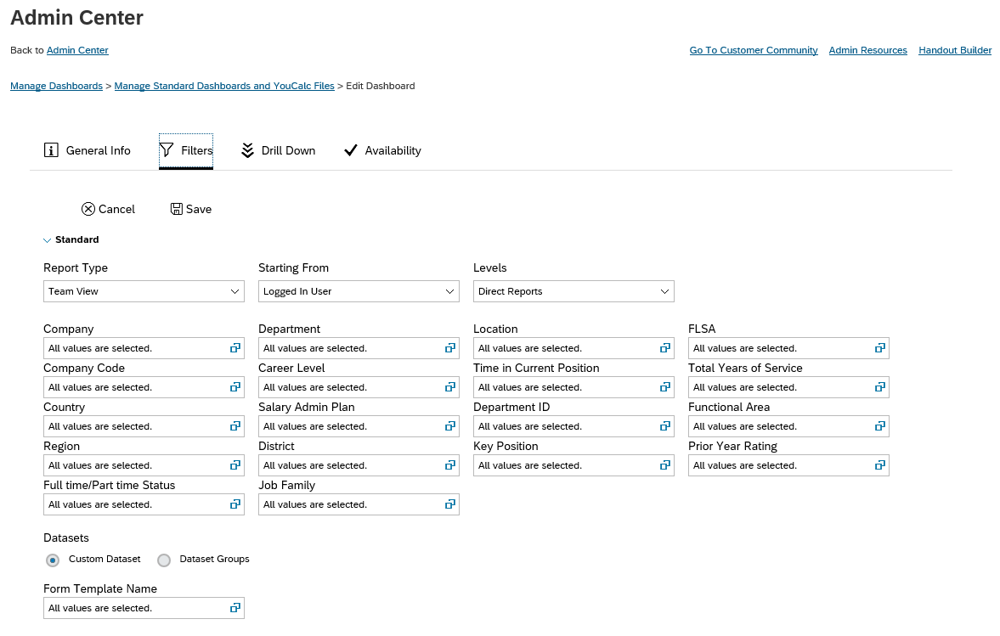 Admin Center
Back to Admin Center
Go To Customer Community Admin Resources Handout Builder
Manage Dashboards > Manage Standard Dashboards and YouCalc Files > Edit Dashboard
General Info Filters Drill Down Availability
Cancel Save
Standard
Report Type Starting From Levels
Team View Logged In User Direct Reports
Company Department Location FLSA
All values are selected. All values are selected. All values are selected. All values are selected.
Company Code Career Level Time in Current Position Total Years of Service
All values are selected. All values are selected. All values are selected. All values are selected.
Country Salary Admin Plan Department ID Functional Area
All values are selected. All values are selected. All values are selected. All values are selected.
Region District Key Position Prior Year Rating
All values are selected. All values are selected. All values are selected. All values are selected.
Full time/Part time Status Job Family
All values are selected. All values are selected.
Datasets
Custom Dataset Dataset Groups
Form Template Name
All values are selected.